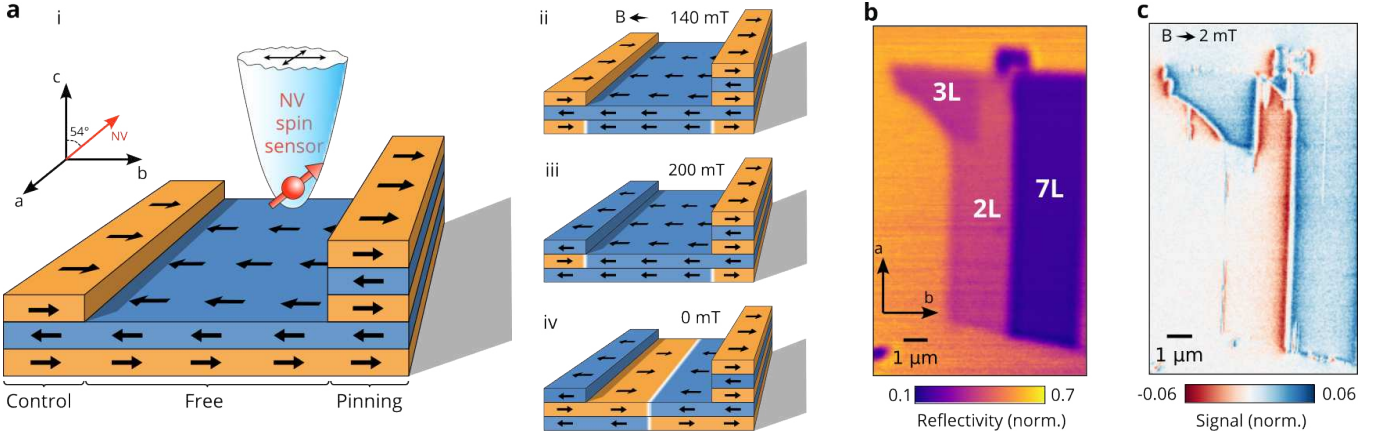 a
i
c
54°
NV
b
a
NV
spin
sensor
Control
Free
Pinning
ii
B
140 mT
iii
200 mT
iv
0 mT
b
3L
7L
2L
a
b
1 μm
0.1
0.7
Reflectivity (norm.)
c
B 2 mT
1 μm
-0.06
0.06
Signal (norm.)